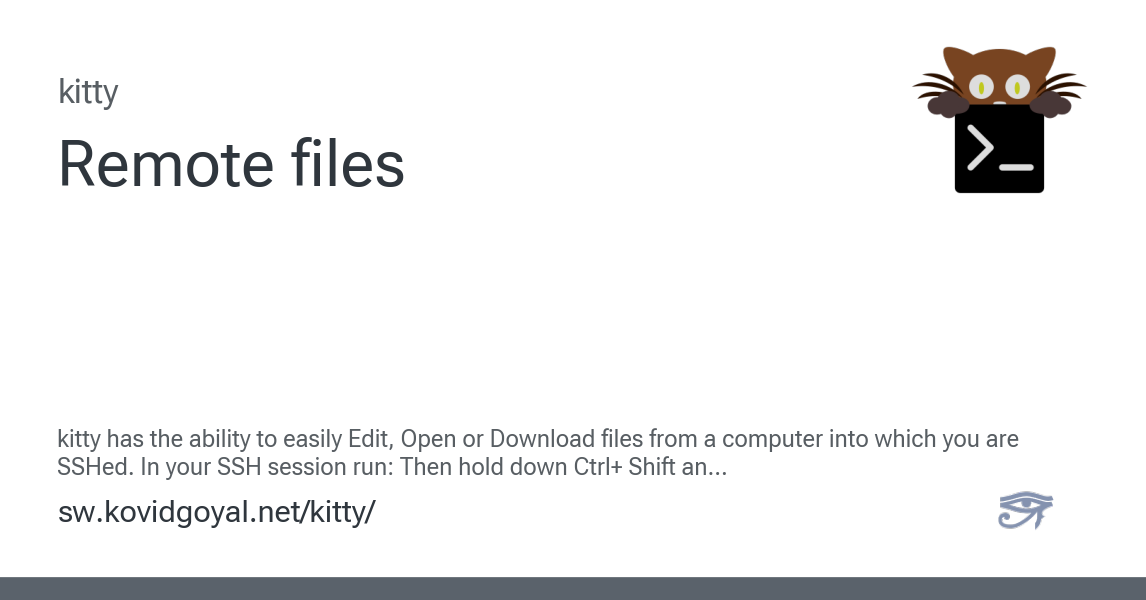 kitty
Remote files
kitty has the ability to easily Edit, Open or Download files from a computer into which you are
SSHed. In your SSH session run: Then hold down Ctrl+ Shift an...
sw.kovidgoyal.net/kitty/